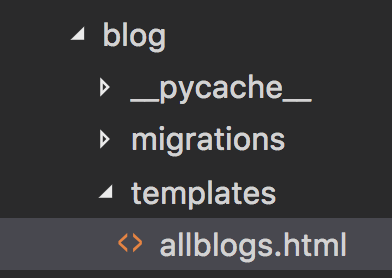 blog
__pycache__
migrations
templates
allblogs.html